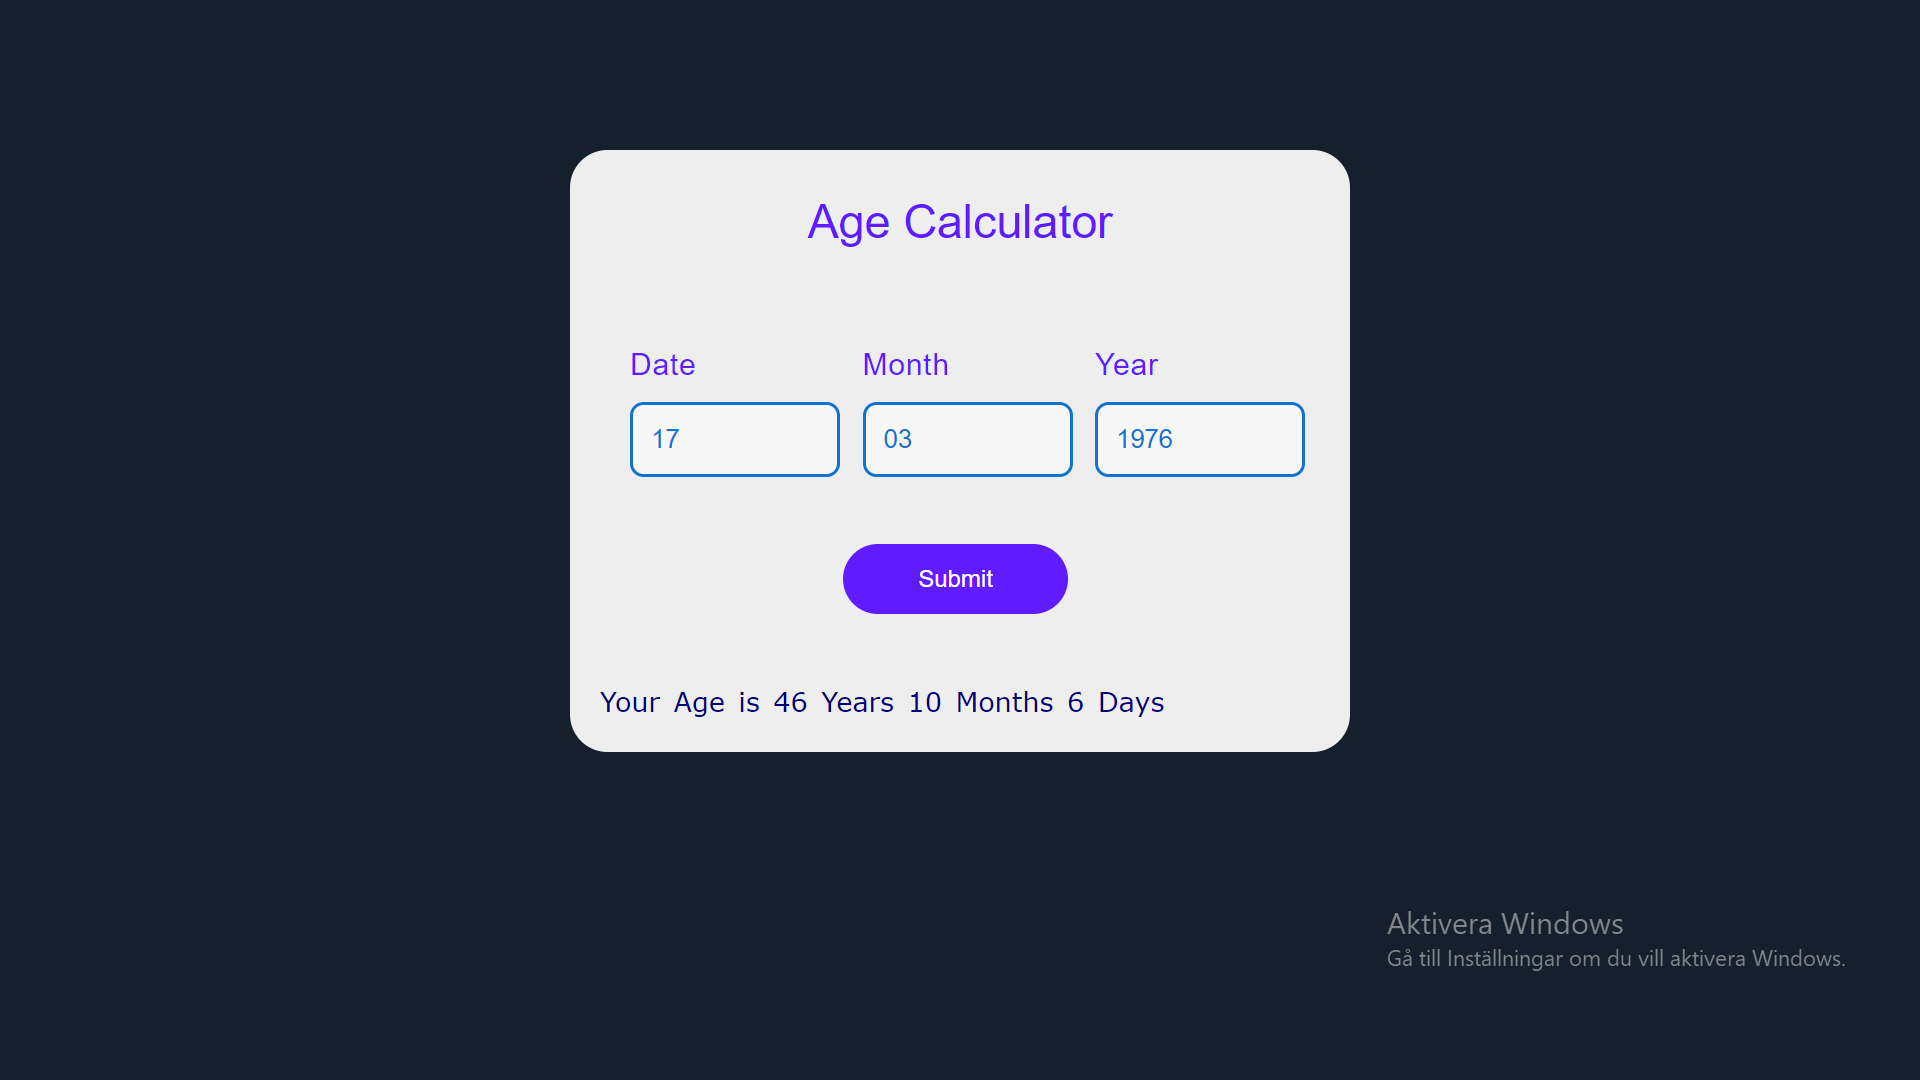 Age Calculator
Date Month Year
17 03 1976
Submit
Your Age is 46 Years 10 Months 6 Days
Aktivera Windows
Gå till Inställningar om du vill aktivera Windows.